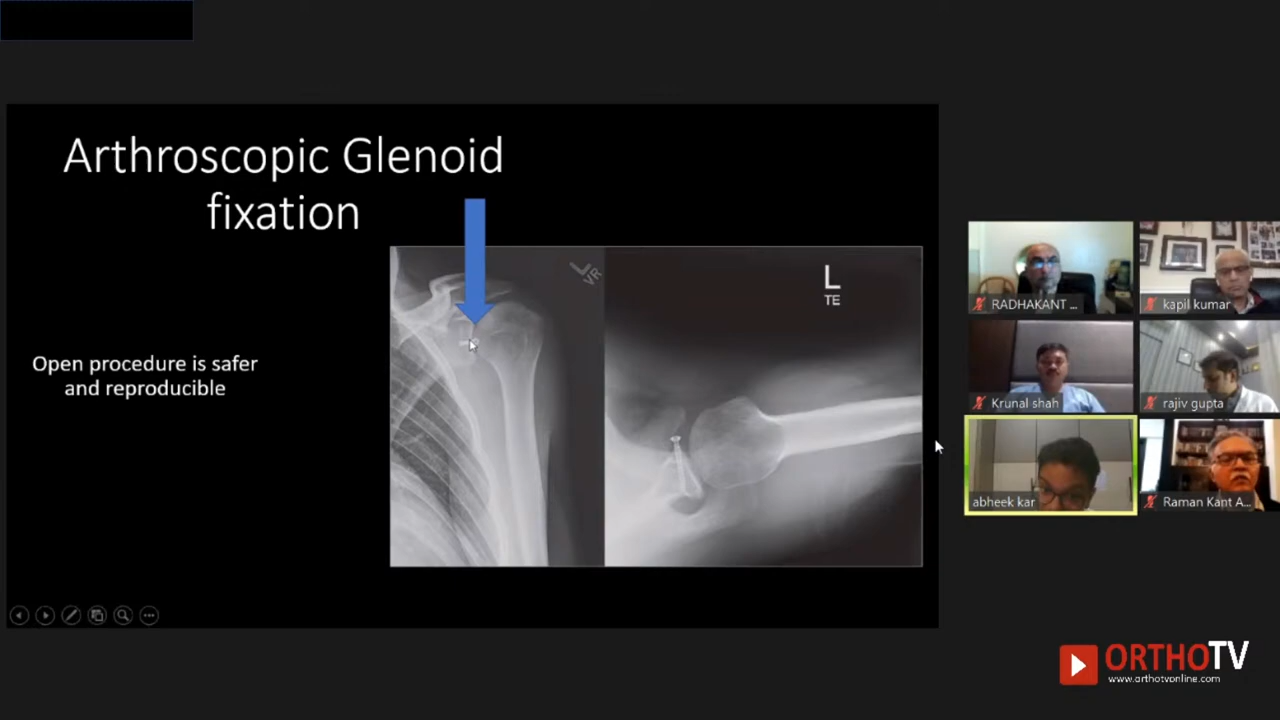 Arthroscopic Glenoid
fixation
Open procedure is safer
and reproducible
L
VR
L
TE
RADHAKANT ...
kapil kumar
Krunal shah
rajiv gupta
abheek kar
Raman Kant A...
ORTHOTV
www.orthotvonline.com